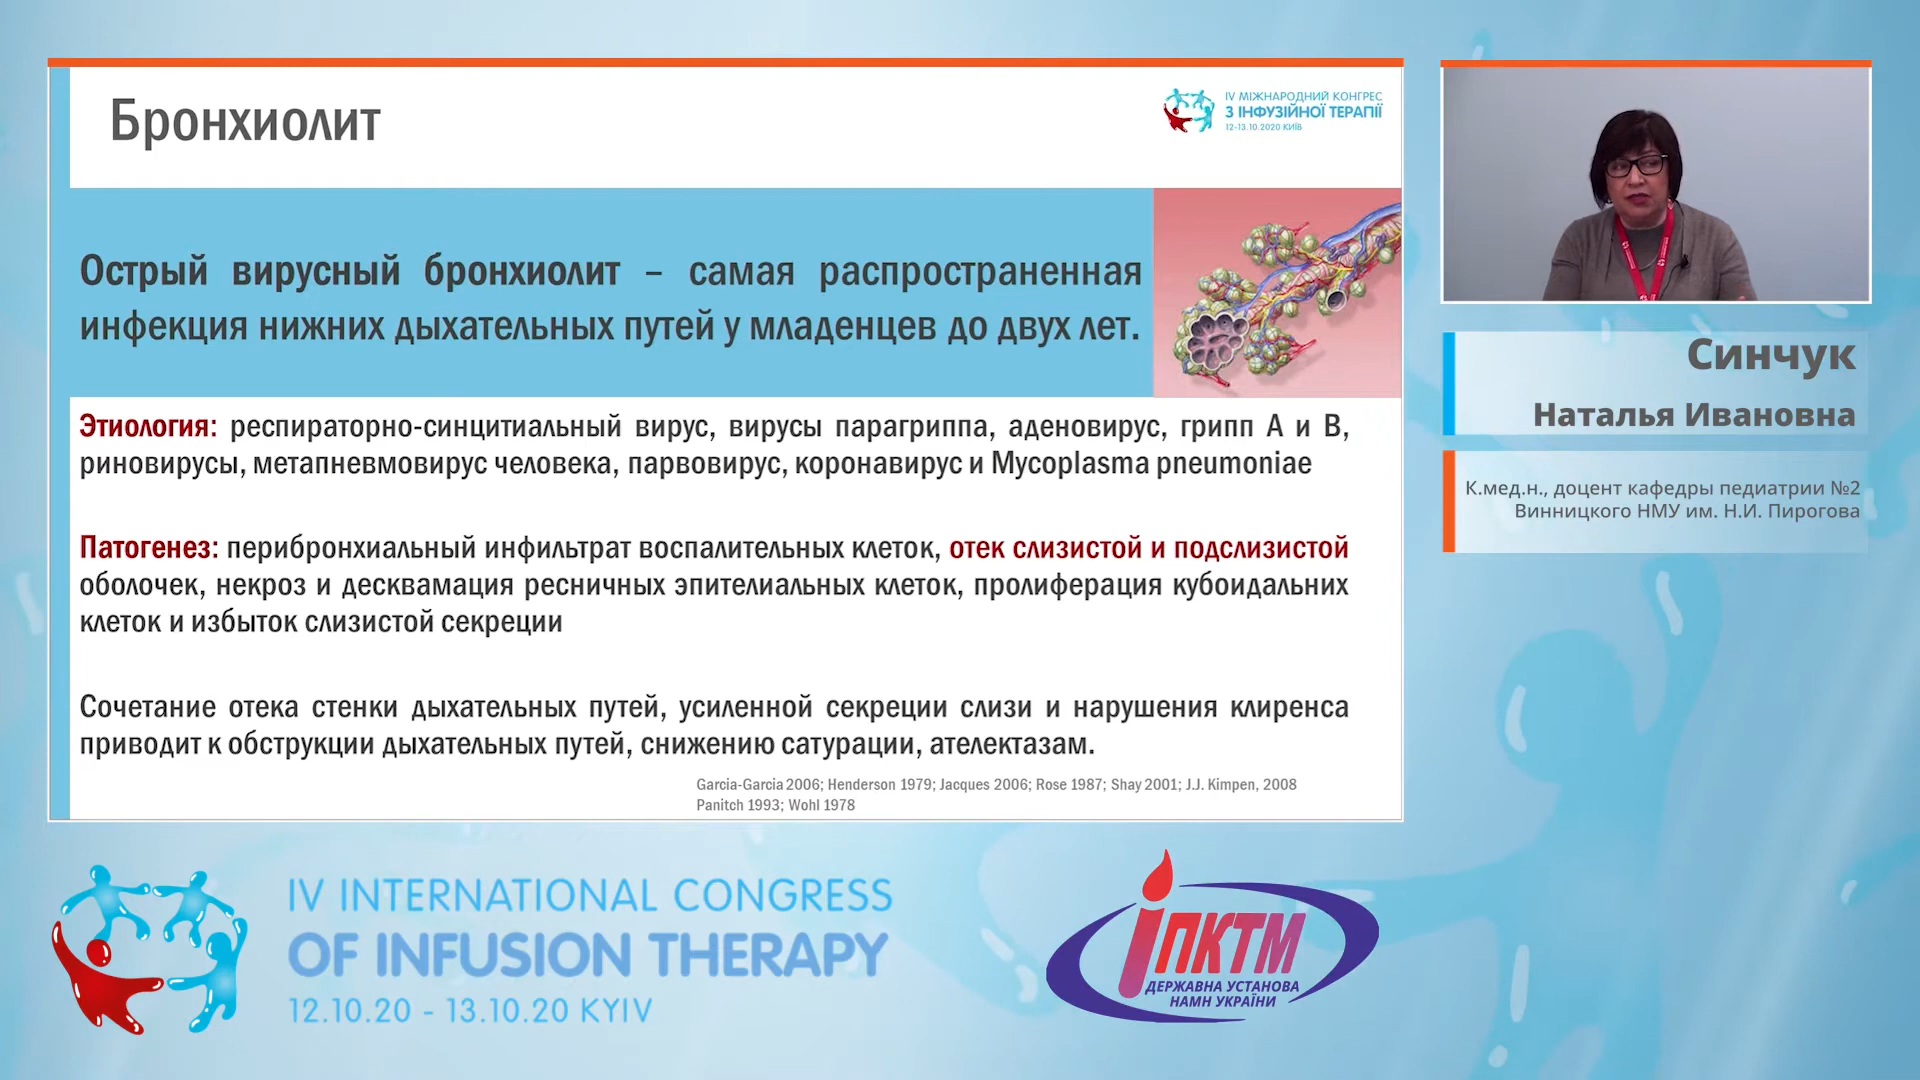 Бронхиолит
IV МІЖНАРОДНИЙ КОНГРЕС
З ІНФУЗІЙНОЇ ТЕРАПІЇ
12-13.10.2020 КИЇВ
Острый вирусный бронхиолит – самая распространенная
инфекция нижних дыхательных путей у младенцев до двух лет.
Этиология: респираторно-синцитиальный вирус, вирусы парагриппа, аденовирус, грипп А и В,
риновирусы, метапневмовирус человека, парвовирус, коронавирус и Mycoplasma pneumoniae
Патогенез: перибронхиальный инфильтрат воспалительных клеток, отек слизистой и подслизистой
оболочек, некроз и десквамация ресничных эпителиальных клеток, пролиферация кубоидальних
клеток и избыток слизистой секреции
Сочетание отека стенки дыхательных путей, усиленной секреции слизи и нарушения клиренса
приводит к обструкции дыхательных путей, снижению сатурации, ателектазам.
Garcia-Garcia 2006; Henderson 1979; Jacques 2006; Rose 1987; Shay 2001; J.J. Kimpen, 2008
Panitch 1993; Wohl 1978
Синчук
Наталья Ивановна
К.мед.н., доцент кафедры педиатрии №2
Винницкого НМУ им. Н.И. Пирогова
IV INTERNATIONAL CONGRESS
OF INFUSION THERAPY
12.10.20 - 13.10.20 KYIV
ІПКТМ
ДЕРЖАВНА УСТАНОВА
НАМН УКРАЇНИ